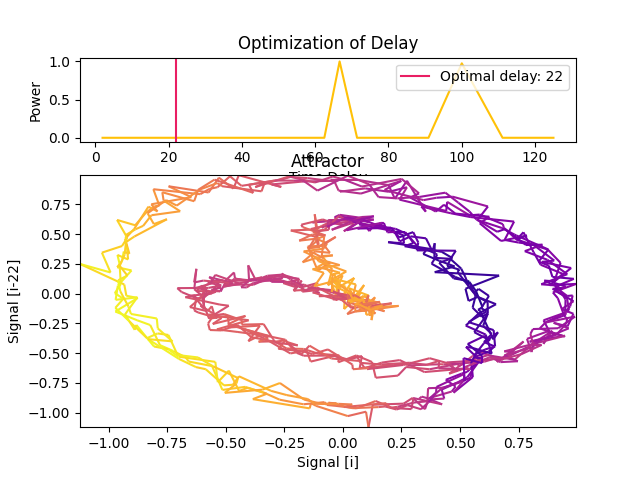 Optimization of Delay
Power
1.0
0.5
0.0
Optimal delay: 22
0 20 40 60 80 100 120
Time Delay
Attractor
Signal [i-22]
0.75
0.50
0.25
0.00
−0.25
−0.50
−0.75
−1.00
−1.00 −0.75 −0.50 −0.25 0.00 0.25 0.50 0.75
Signal [i]